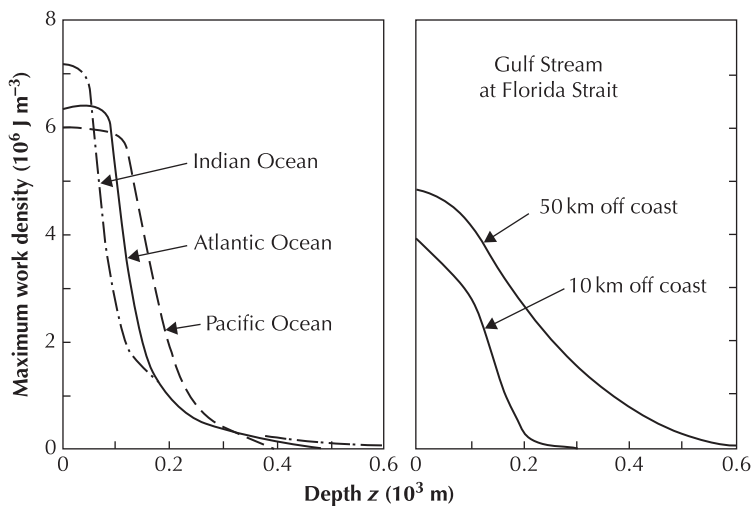 8
6
4
2
0
Maximum work density (10⁶ J m⁻³)
Indian Ocean
Atlantic Ocean
Pacific Ocean
0
0.2
0.4
0.6
Gulf Stream
at Florida Strait
50 km off coast
10 km off coast
0
0.2
0.4
0.6
Depth z (10³ m)